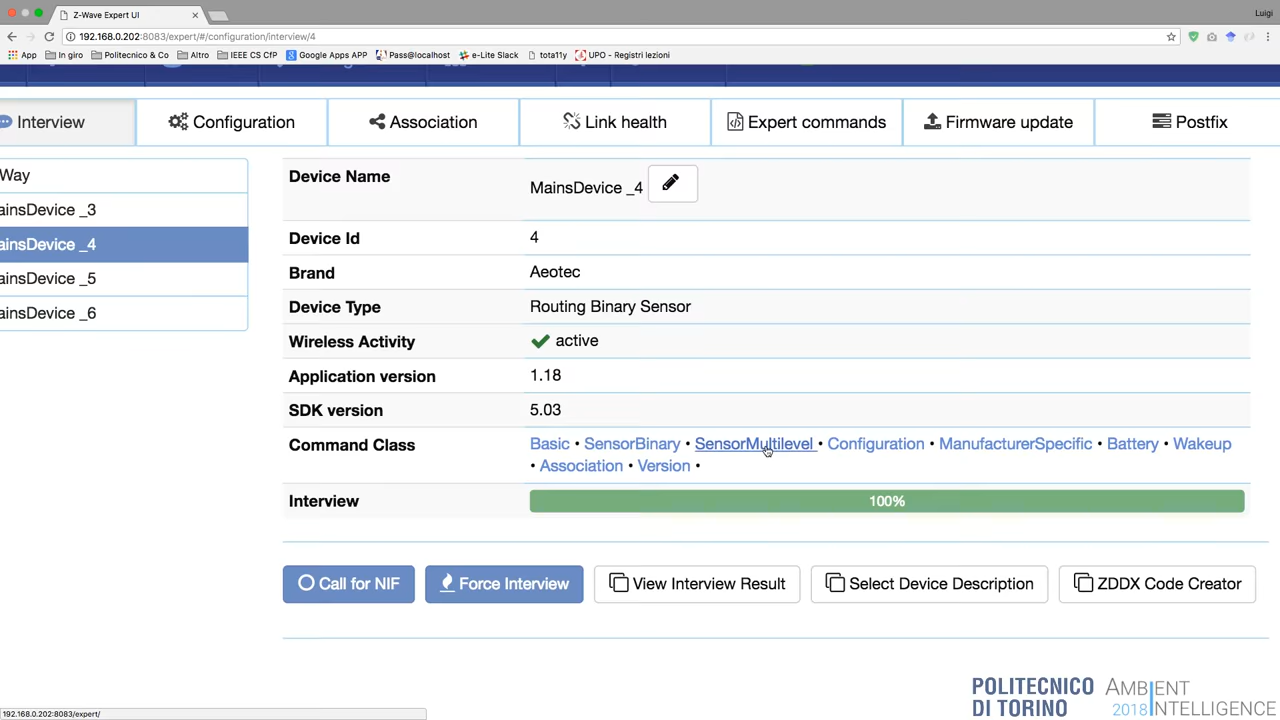 Z-Wave Expert UI
Luigi
192.168.0.202:8083/expert/#/configuration/interview/4
App In giro Politecnico & Co Altro IEEE CS CfP Google Apps APP Pass@localhost e-Lite Slack tota11y UPO - Registri lezioni
Interview Configuration Association Link health Expert commands Firmware update Postfix
Way
ainsDevice _3
ainsDevice _4
ainsDevice _5
ainsDevice _6
Device Name MainsDevice _4
Device Id 4
Brand Aeotec
Device Type Routing Binary Sensor
Wireless Activity active
Application version 1.18
SDK version 5.03
Command Class Basic • SensorBinary • SensorMultilevel • Configuration • ManufacturerSpecific • Battery • Wakeup
• Association • Version •
Interview 100%
Call for NIF Force Interview View Interview Result Select Device Description ZDDX Code Creator
POLITECNICO
DI TORINO
AMBIENT
2018 INTELLIGENCE
192.168.0.202:8083/expert/